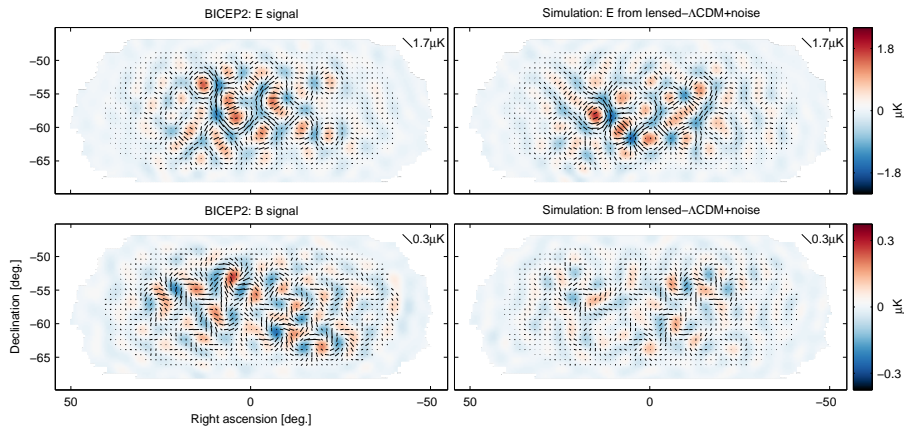 BICEP2: E signal
Simulation: E from lensed−ΛCDM+noise
1.7μK
1.7μK
−50
−55
−60
−65
1.8
0
−1.8
μK
BICEP2: B signal
Simulation: B from lensed−ΛCDM+noise
0.3μK
0.3μK
−50
−55
−60
−65
Declination [deg.]
0.3
0
−0.3
μK
50
0
−50
0
−50
Right ascension [deg.]